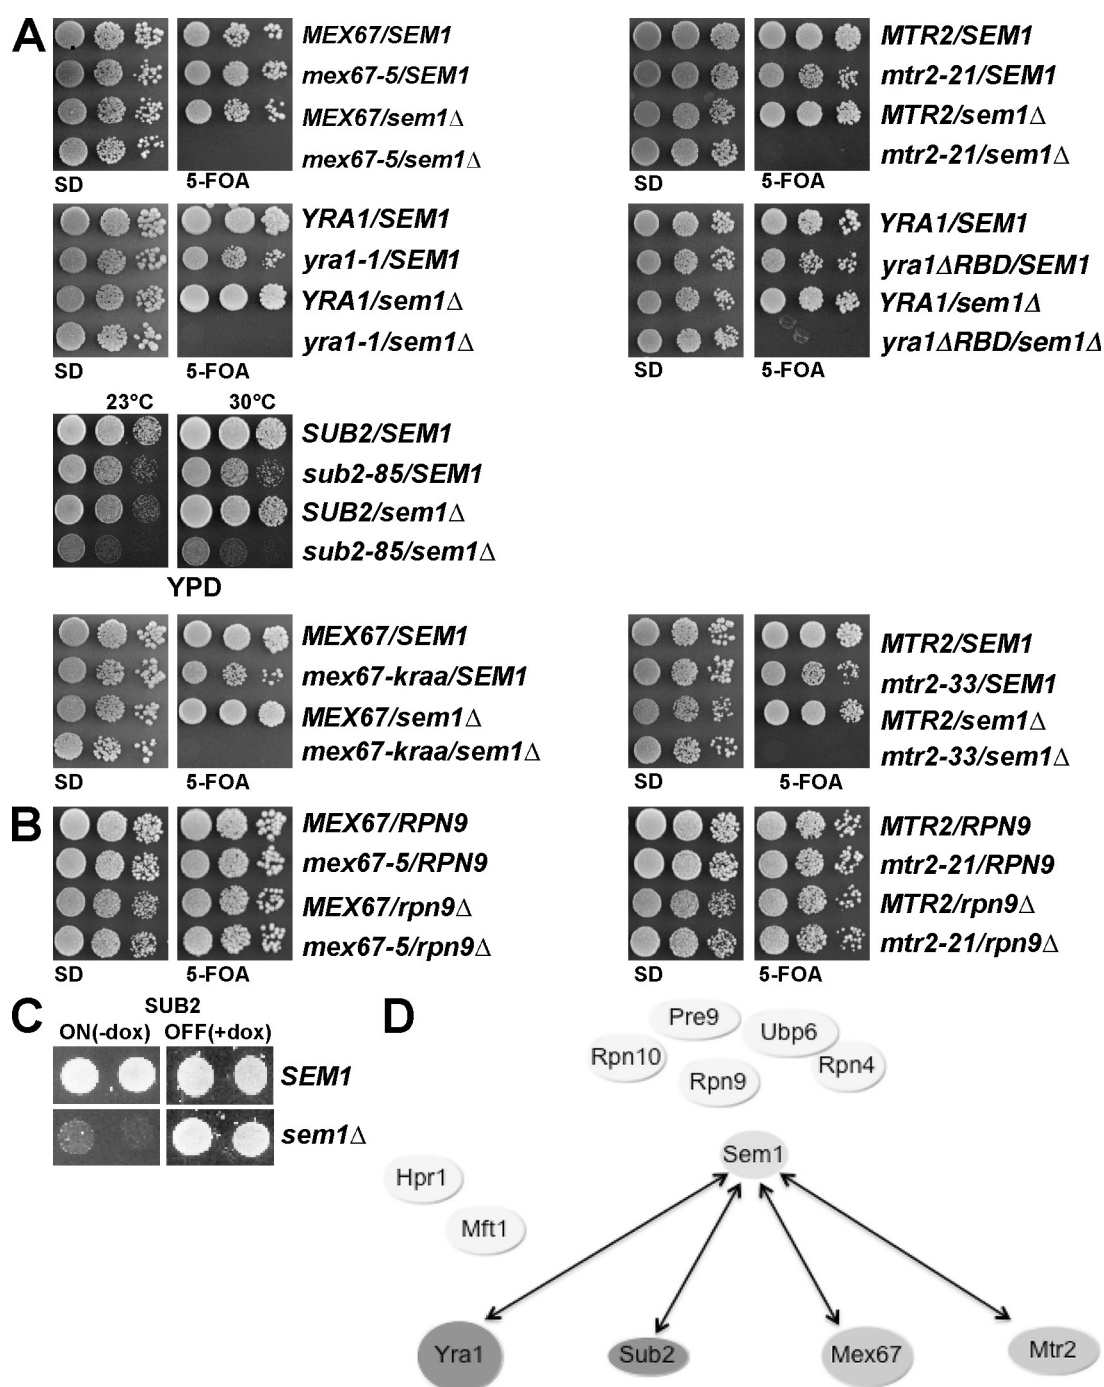 A
MEX67/SEM1
mex67-5/SEM1
MEX67/sem1Δ
mex67-5/sem1Δ
SD
5-FOA
MTR2/SEM1
mtr2-21/SEM1
MTR2/sem1Δ
mtr2-21/sem1Δ
SD
5-FOA
YRA1/SEM1
yra1-1/SEM1
YRA1/sem1Δ
yra1-1/sem1Δ
SD
5-FOA
YRA1/SEM1
yra1ΔRBD/SEM1
YRA1/sem1Δ
yra1ΔRBD/sem1Δ
SD
5-FOA
23°C
30°C
SUB2/SEM1
sub2-85/SEM1
SUB2/sem1Δ
sub2-85/sem1Δ
YPD
MEX67/SEM1
mex67-kraa/SEM1
MEX67/sem1Δ
mex67-kraa/sem1Δ
SD
5-FOA
MTR2/SEM1
mtr2-33/SEM1
MTR2/sem1Δ
mtr2-33/sem1Δ
SD
5-FOA
B
MEX67/RPN9
mex67-5/RPN9
MEX67/rpn9Δ
mex67-5/rpn9Δ
SD
5-FOA
MTR2/RPN9
mtr2-21/RPN9
MTR2/rpn9Δ
mtr2-21/rpn9Δ
SD
5-FOA
C
SUB2
ON(-dox) OFF(+dox)
SEM1
sem1Δ
D
Pre9
Ubp6
Rpn10
Rpn9
Rpn4
Sem1
Hpr1
Mft1
Yra1
Sub2
Mex67
Mtr2